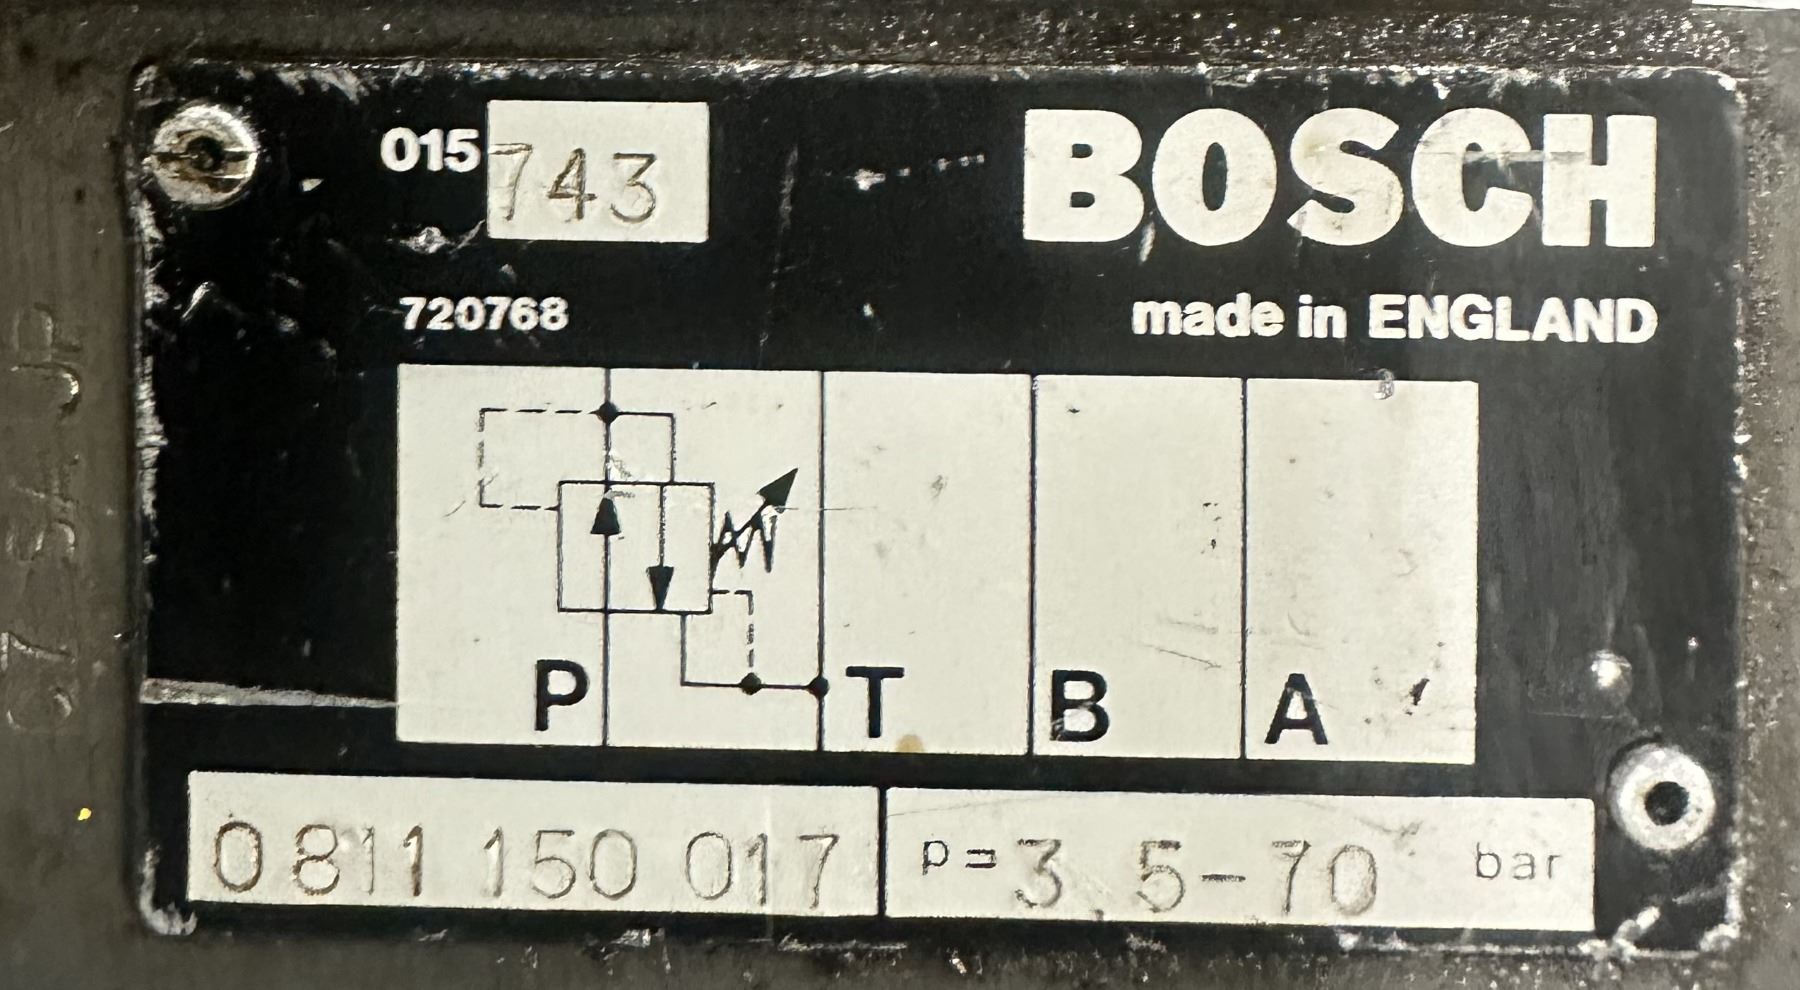 015 743
BOSCH
720768
made in ENGLAND
P T B A
0 811 150 017
p= 3,5-70 bar